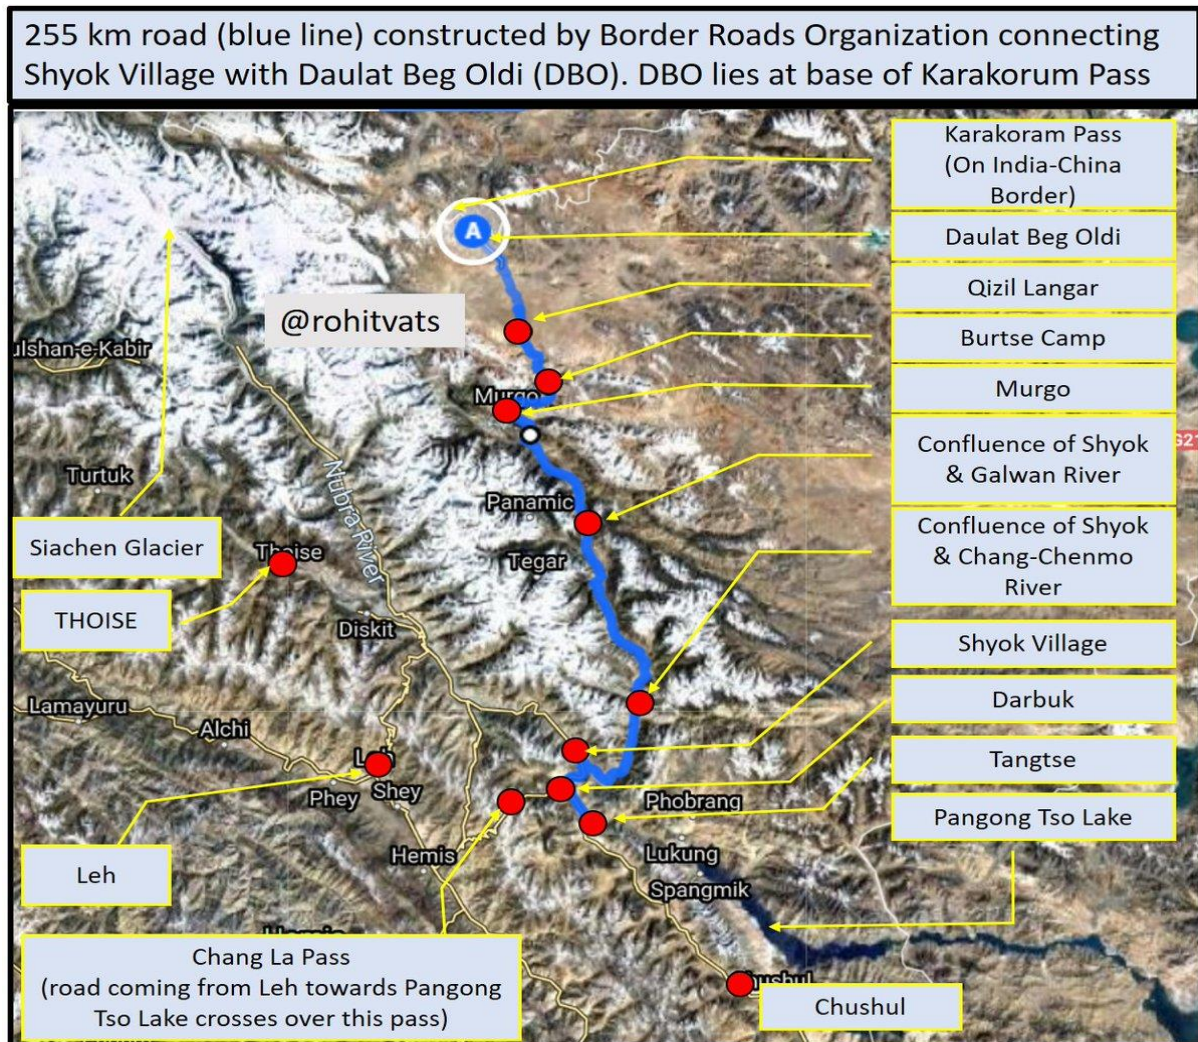 255 km road (blue line) constructed by Border Roads Organization connecting
Shyok Village with Daulat Beg Oldi (DBO). DBO lies at base of Karakorum Pass
Karakoram Pass
(On India-China
Border)
Daulat Beg Oldi
Qizil Langar
@rohitvats
Burtse Camp
ulshan-e-Kabir
Murgo
Murgo
Confluence of Shyok
& Galwan River
G21
Turtuk
Nubra River
Panamic
Siachen Glacier
Confluence of Shyok
& Chang-Chenmo
River
Thoise
Tegar
THOISE
Diskit
Shyok Village
Darbuk
Lamayuru
Alchi
Tangtse
Phey
Shey
Phobrang
Pangong Tso Lake
Leh
Hemis
Lukung
Spangmik
Chang La Pass
(road coming from Leh towards Pangong
Tso Lake crosses over this pass)
Chushul